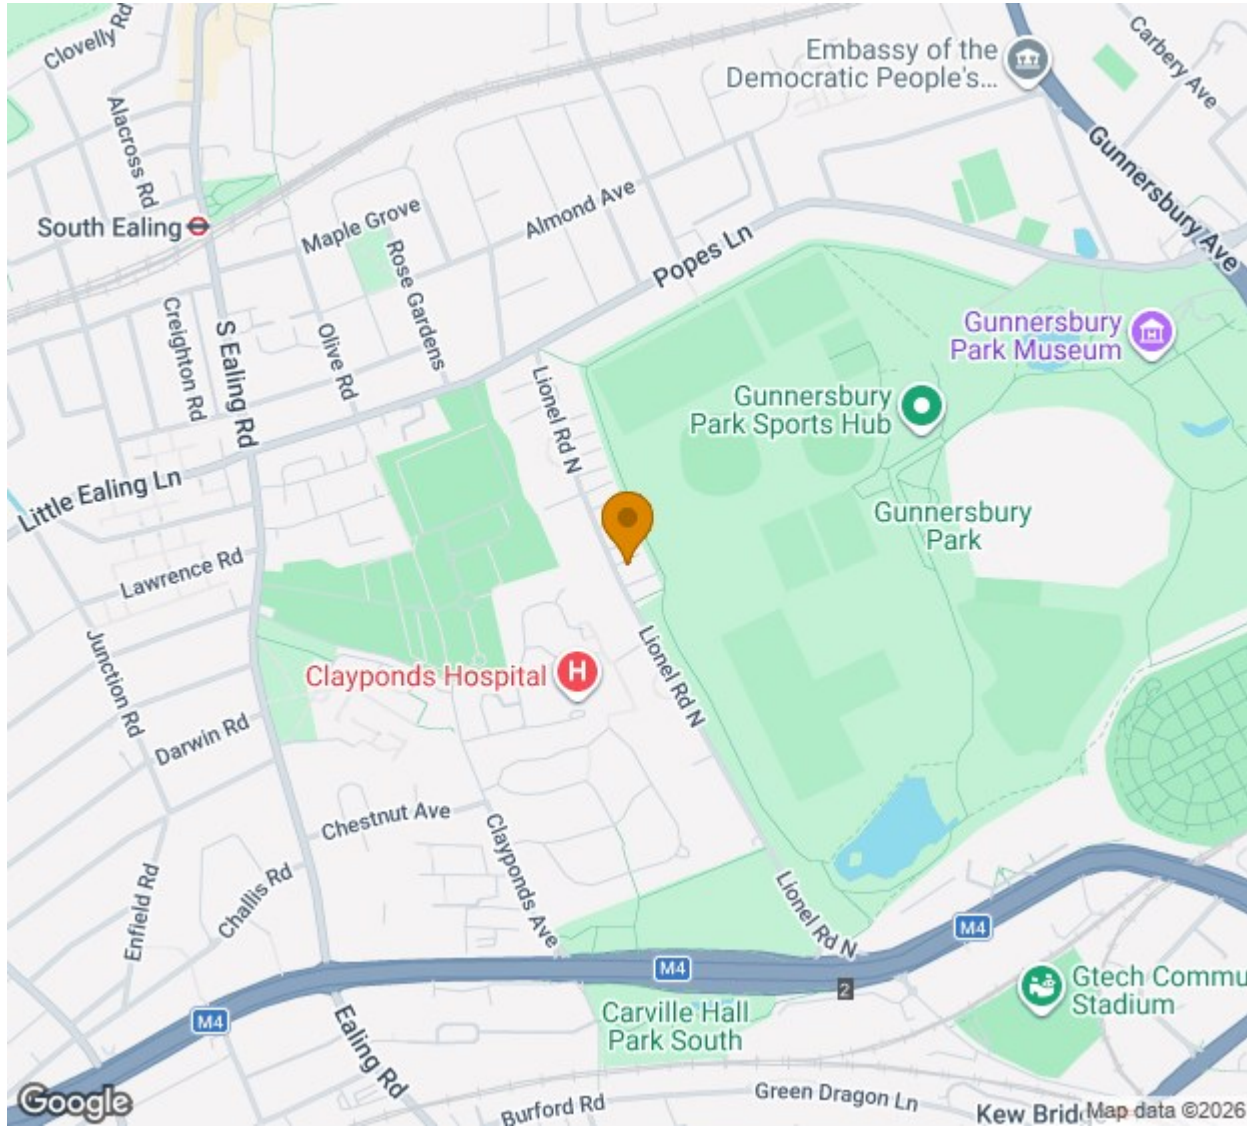 Clovelly Rd
Alacross Rd
Embassy of the
Democratic People's...
Carbery Ave
Gunnersbury Ave
South Ealing
Maple Grove
Almond Ave
Rose Gardens
Popes Ln
Creighton Rd
S Ealing Rd
Olive Rd
Gunnersbury
Park Museum
Lionel Rd N
Gunnersbury
Park Sports Hub
Little Ealing Ln
Gunnersbury
Park
Lawrence Rd
Junction Rd
Clayponds Hospital
H
Lionel Rd N
Darwin Rd
Chestnut Ave
Clayponds Ave
Enfield Rd
Challis Rd
Lionel Rd N
M4
M4
2
Gtech Commu
Stadium
M4
Carville Hall
Park South
Ealing Rd
Green Dragon Ln
Burford Rd
Google
Kew Bridg
Map data ©2026